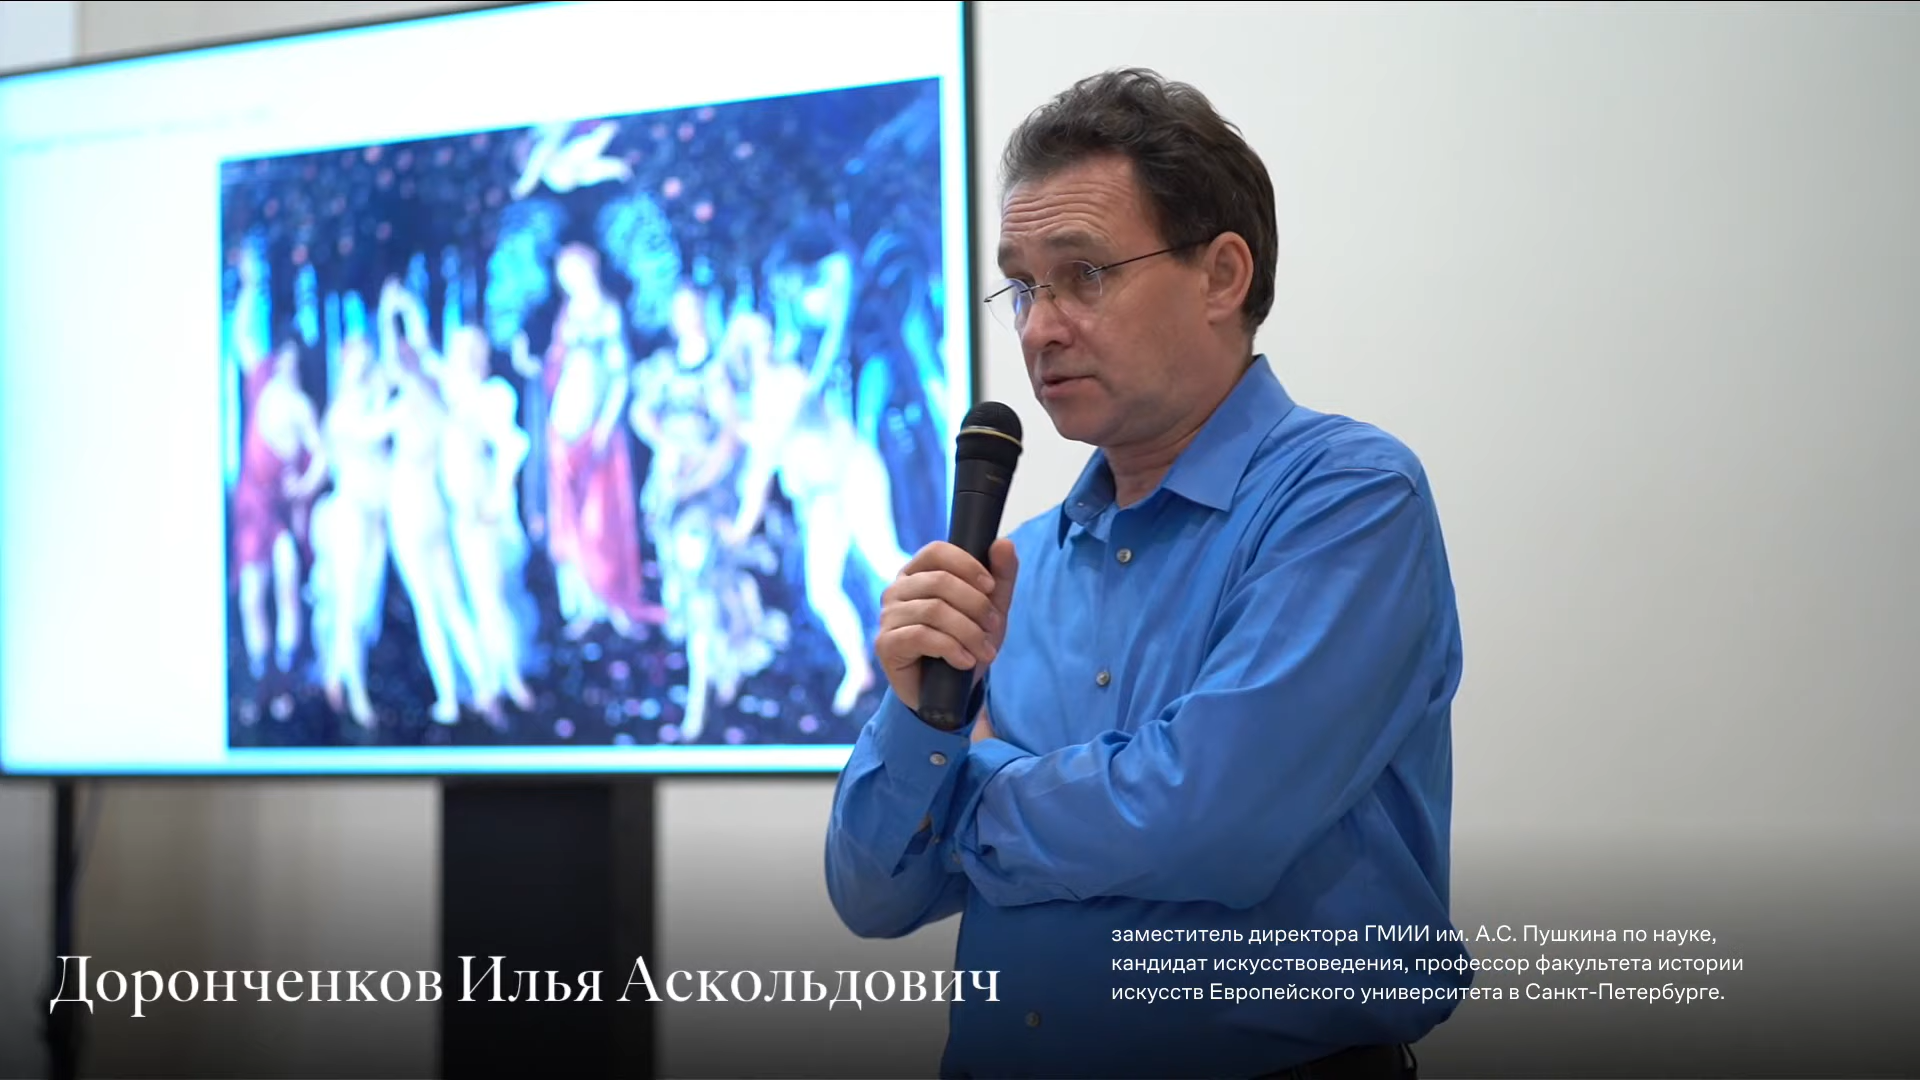 Доронченков Илья Аскольдович
заместитель директора ГМИИ им. А.С. Пушкина по науке,
кандидат искусствоведения, профессор факультета истории
искусств Европейского университета в Санкт-Петербурге.